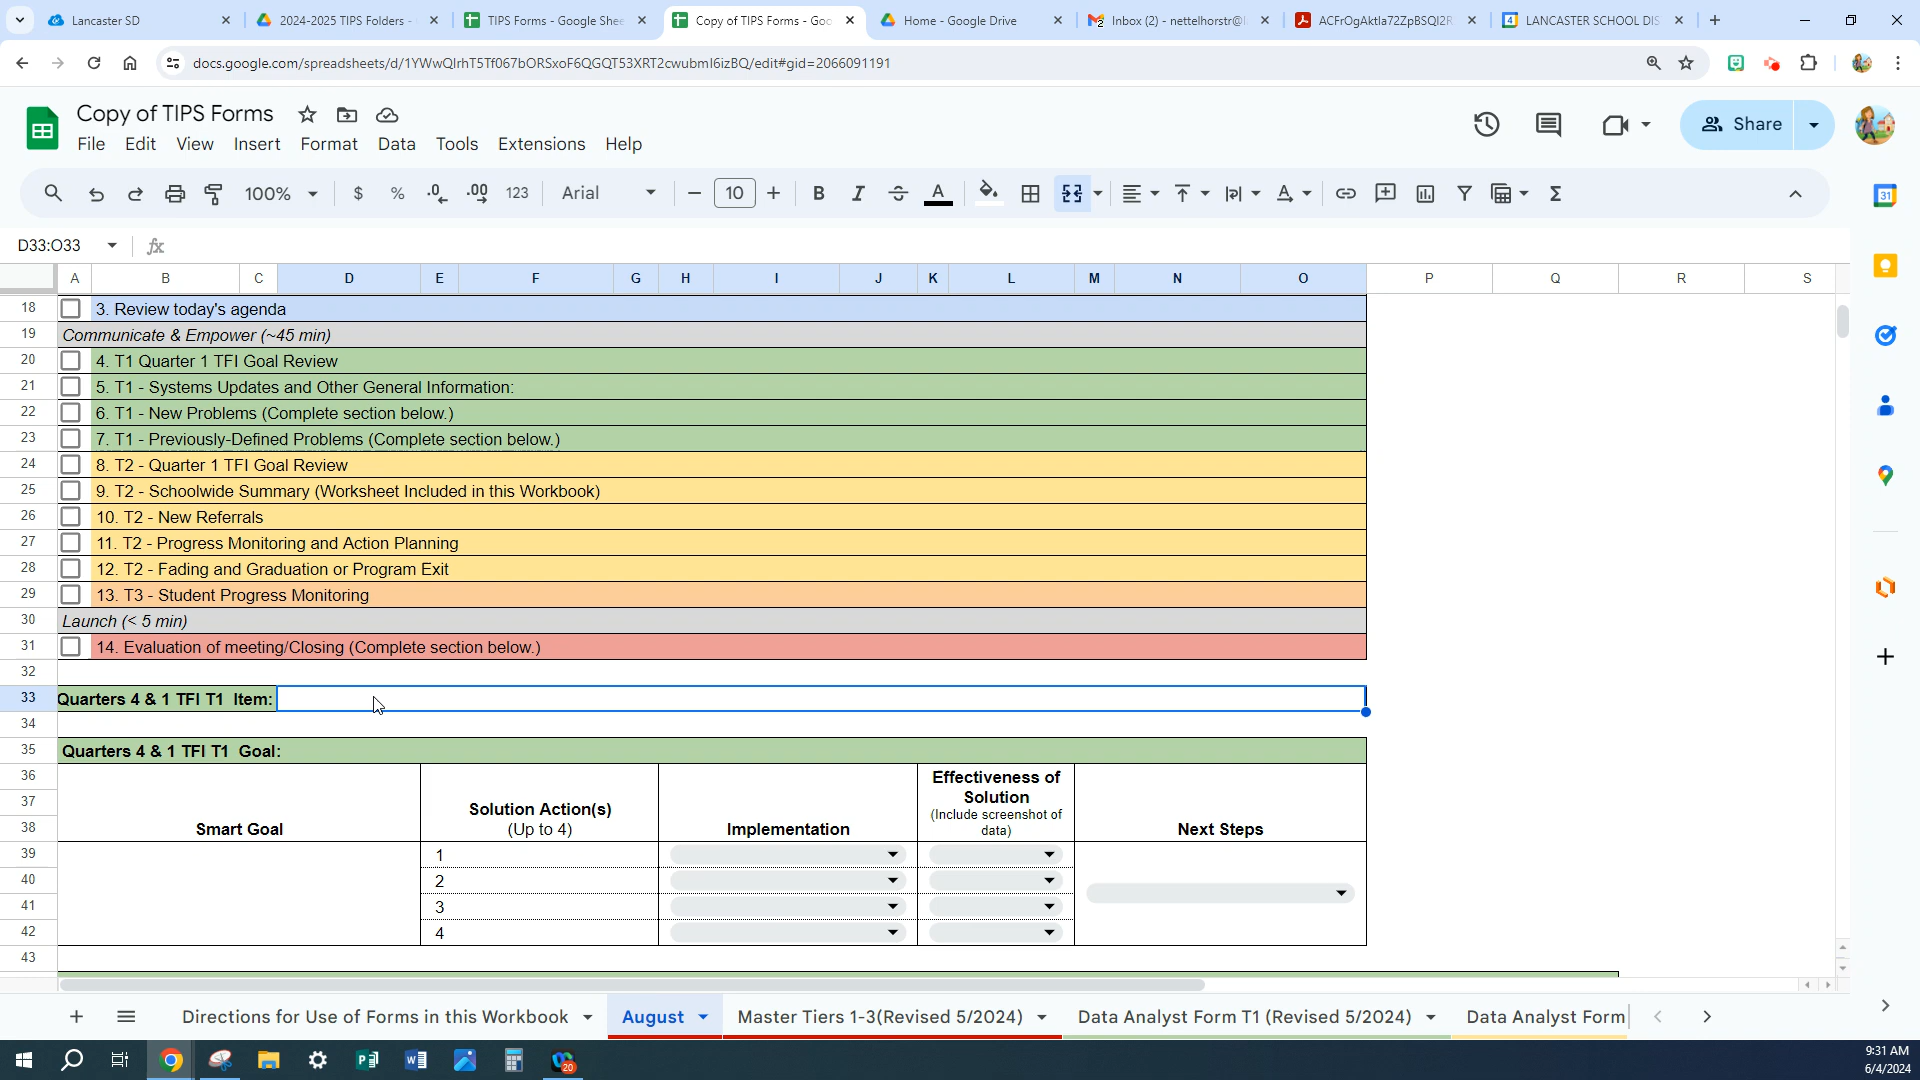 Lancaster SD
2024-2025 TIPS Folders -
TIPS Forms - Google Shee
Copy of TIPS Forms - Goo
Home - Google Drive
Inbox (2) - nettelhorstr@l
ACFrOgAktla72ZpBSQI2R
LANCASTER SCHOOL DIS
docs.google.com/spreadsheets/d/1YWwQlrhT5Tf067bORSxoF6QGQT53XRT2cwubmI6izBQ/edit#gid=2066091191
Copy of TIPS Forms
File Edit View Insert Format Data Tools Extensions Help
Share
100% $ % .0 .00 123 Arial 10 B I S A
D33:O33 fx
A B C D E F G H I J K L M N O P Q R S
18 3. Review today's agenda
19 Communicate & Empower (~45 min)
20 4. T1 Quarter 1 TFI Goal Review
21 5. T1 - Systems Updates and Other General Information:
22 6. T1 - New Problems (Complete section below.)
23 7. T1 - Previously-Defined Problems (Complete section below.)
24 8. T2 - Quarter 1 TFI Goal Review
25 9. T2 - Schoolwide Summary (Worksheet Included in this Workbook)
26 10. T2 - New Referrals
27 11. T2 - Progress Monitoring and Action Planning
28 12. T2 - Fading and Graduation or Program Exit
29 13. T3 - Student Progress Monitoring
30 Launch (< 5 min)
31 14. Evaluation of meeting/Closing (Complete section below.)
32
33 Quarters 4 & 1 TFI T1 Item:
34
35 Quarters 4 & 1 TFI T1 Goal:
36
37
38
Smart Goal
Solution Action(s)
(Up to 4)
Implementation
Effectiveness of
Solution
(Include screenshot of
data)
Next Steps
39 1
40 2
41 3
42 4
43
Directions for Use of Forms in this Workbook
August
Master Tiers 1-3(Revised 5/2024)
Data Analyst Form T1 (Revised 5/2024)
Data Analyst Form
31
20
9:31 AM
6/4/2024